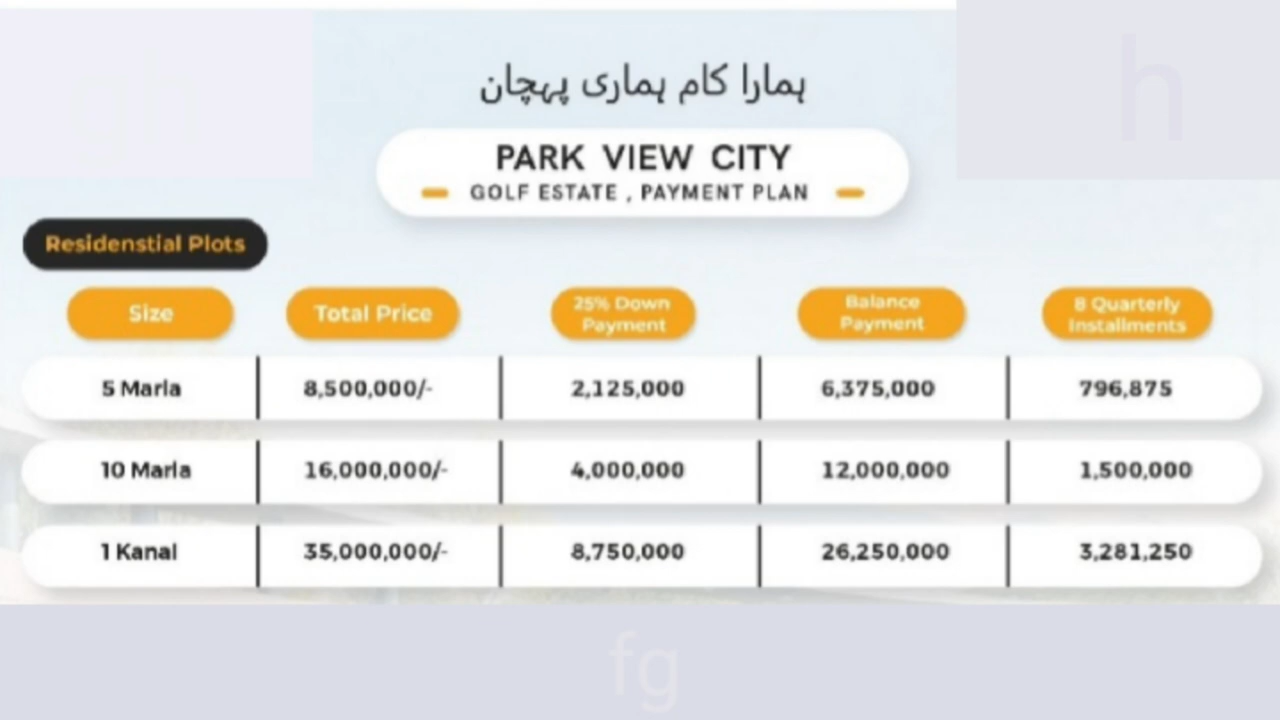 h
ہمارا کام ہماری پہچان
PARK VIEW CITY
GOLF ESTATE , PAYMENT PLAN
Residenstial Plots
Size Total Price 25% Down Payment Balance Payment 8 Quarterly Installments
5 Marla 8,500,000/- 2,125,000 6,375,000 796,875
10 Marla 16,000,000/- 4,000,000 12,000,000 1,500,000
1 Kanal 35,000,000/- 8,750,000 26,250,000 3,281,250
fg